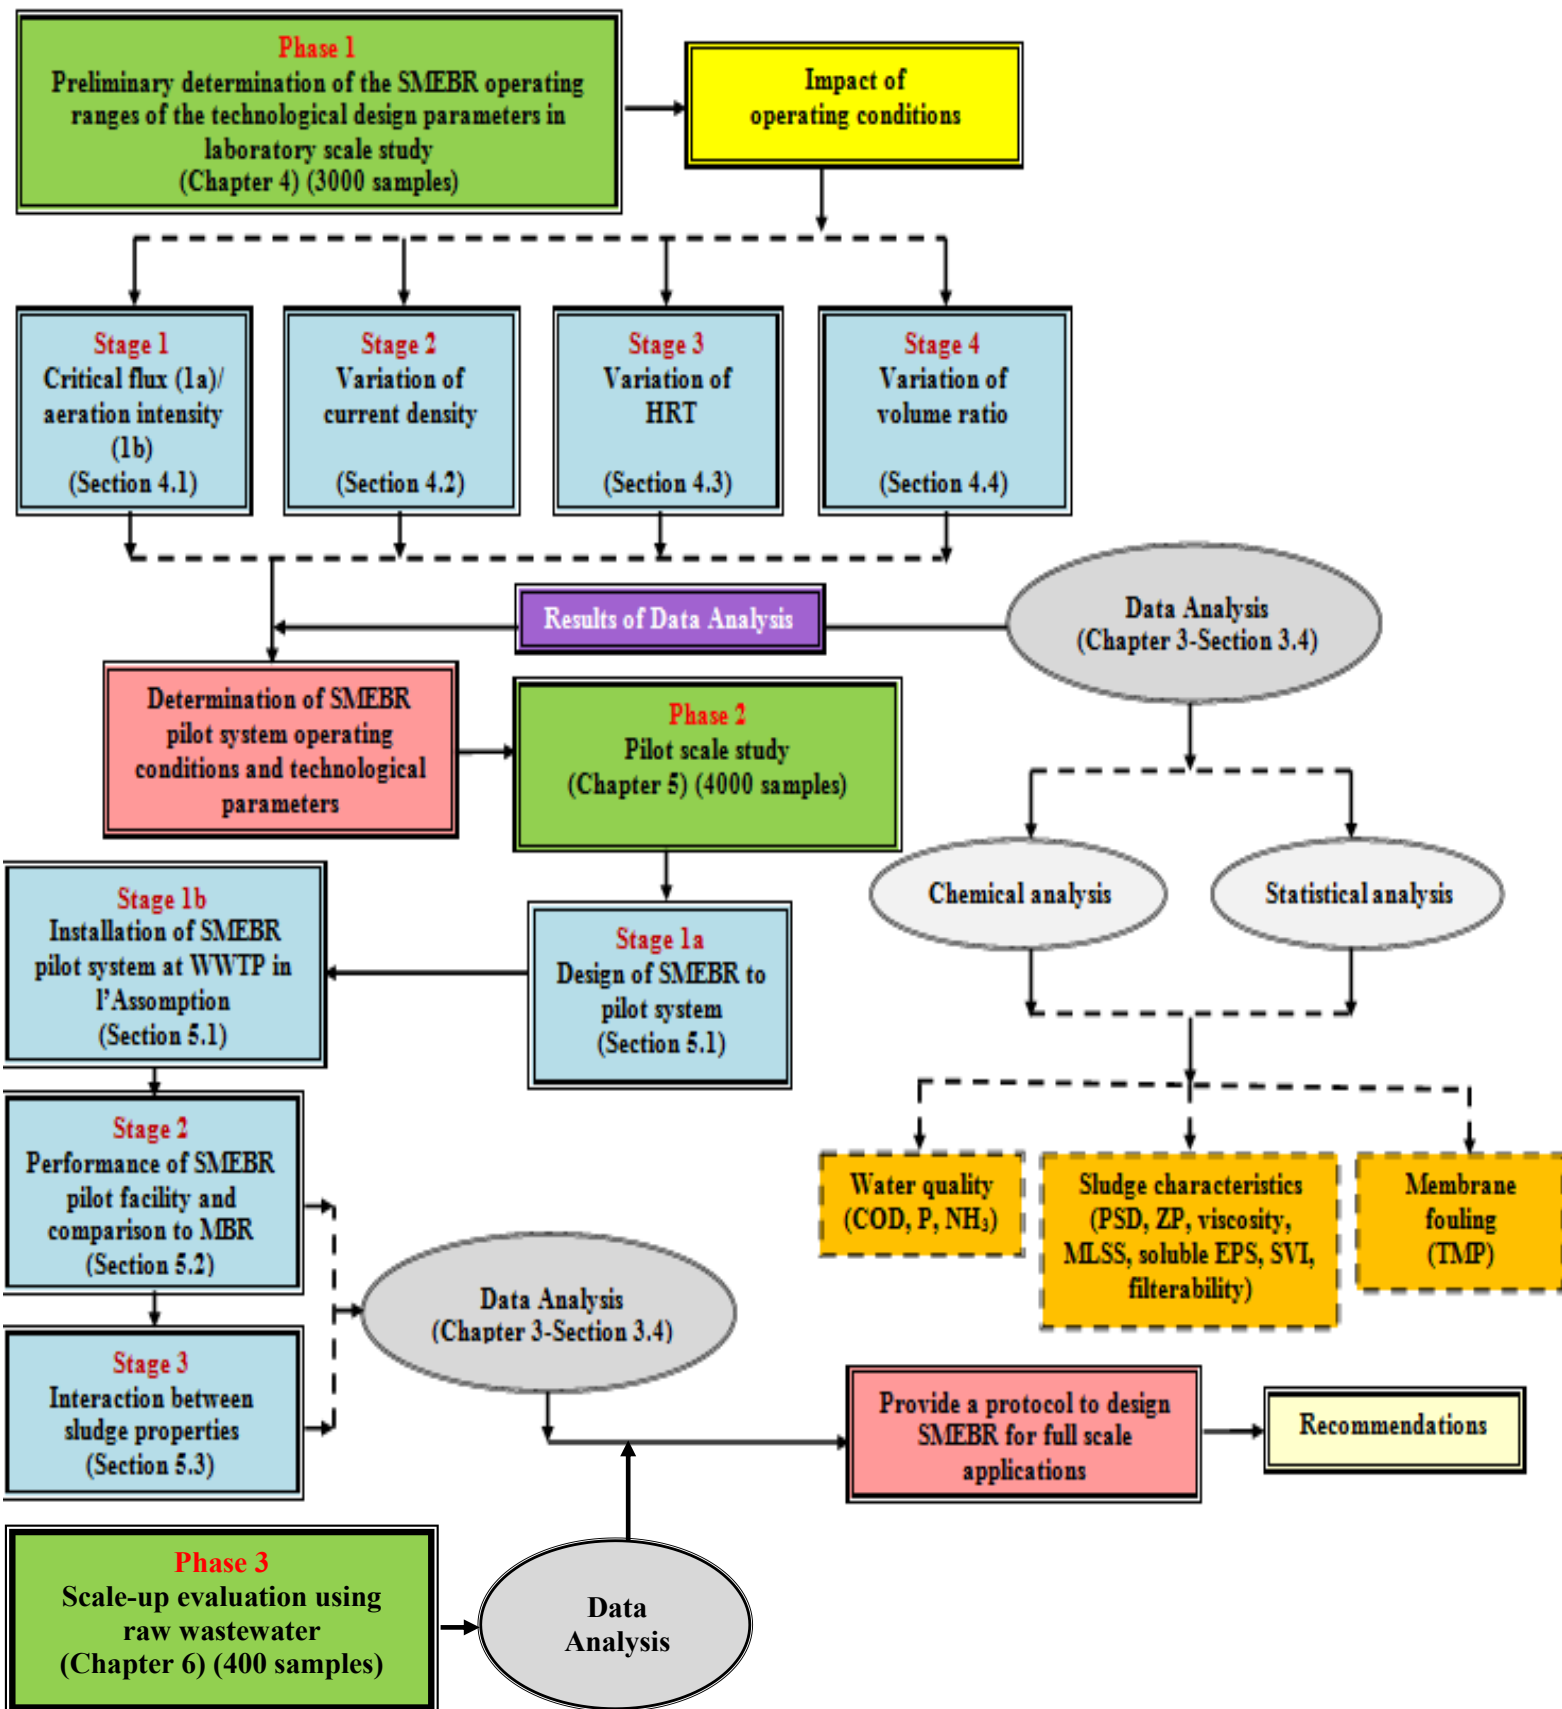 Phase 1
Preliminary determination of the SMEBR operating
ranges of the technological design parameters in
laboratory scale study
(Chapter 4) (3000 samples)
Impact of
operating conditions
Stage 1
Critical flux (1a)/
aeration intensity
(1b)
(Section 4.1)
Stage 2
Variation of
current density
(Section 4.2)
Stage 3
Variation of
HRT
(Section 4.3)
Stage 4
Variation of
volume ratio
(Section 4.4)
Results of Data Analysis
Data Analysis
(Chapter 3-Section 3.4)
Determination of SMEBR
pilot system operating
conditions and technological
parameters
Phase 2
Pilot scale study
(Chapter 5) (4000 samples)
Chemical analysis
Statistical analysis
Stage 1b
Installation of SMEBR
pilot system at WWTP in
l’Assomption
(Section 5.1)
Stage 1a
Design of SMEBR to
pilot system
(Section 5.1)
Stage 2
Performance of SMEBR
pilot facility and
comparison to MBR
(Section 5.2)
Water quality
(COD, P, NH₃)
Sludge characteristics
(PSD, ZP, viscosity,
MLSS, soluble EPS, SVI,
filterability)
Membrane
fouling
(TMP)
Data Analysis
(Chapter 3-Section 3.4)
Stage 3
Interaction between
sludge properties
(Section 5.3)
Provide a protocol to design
SMEBR for full scale
applications
Recommendations
Phase 3
Scale-up evaluation using
raw wastewater
(Chapter 6) (400 samples)
Data
Analysis